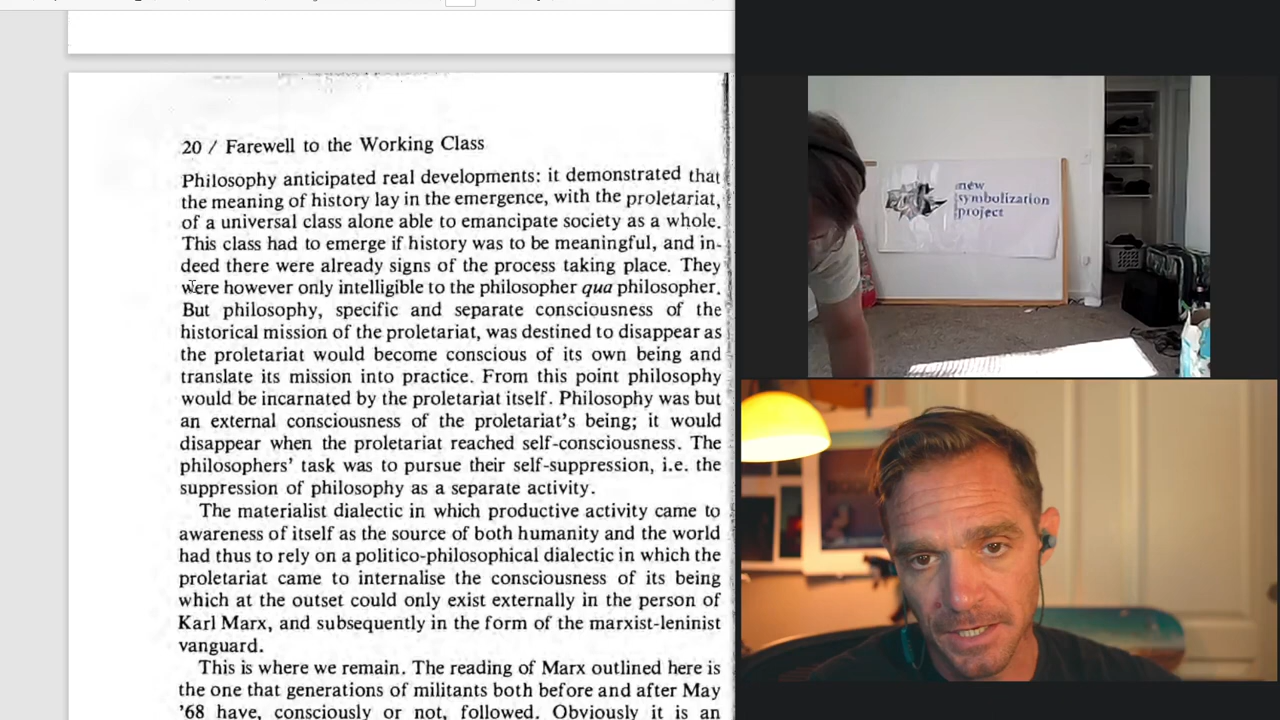 20 / Farewell to the Working Class
Philosophy anticipated real developments: it demonstrated that
the meaning of history lay in the emergence, with the proletariat,
of a universal class alone able to emancipate society as a whole.
This class had to emerge if history was to be meaningful, and in-
deed there were already signs of the process taking place. They
were however only intelligible to the philosopher qua philosopher.
But philosophy, specific and separate consciousness of the
historical mission of the proletariat, was destined to disappear as
the proletariat would become conscious of its own being and
translate its mission into practice. From this point philosophy
would be incarnated by the proletariat itself. Philosophy was but
an external consciousness of the proletariat's being; it would
disappear when the proletariat reached self-consciousness. The
philosophers' task was to pursue their self-suppression, i.e. the
suppression of philosophy as a separate activity.
The materialist dialectic in which productive activity came to
awareness of itself as the source of both humanity and the world
had thus to rely on a politico-philosophical dialectic in which the
proletariat came to internalise the consciousness of its being
which at the outset could only exist externally in the person of
Karl Marx, and subsequently in the form of the marxist-leninist
vanguard.
This is where we remain. The reading of Marx outlined here is
the one that generations of militants both before and after May
'68 have, consciously or not, followed. Obviously it is an
new
symbolization
project